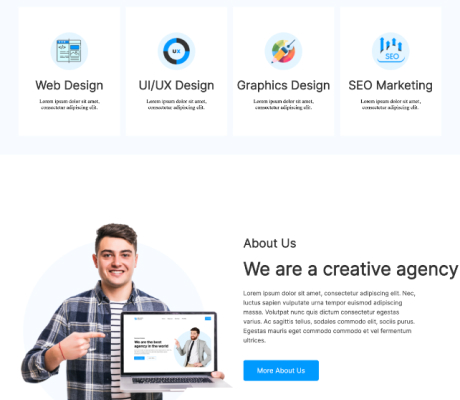 UX
SEO
Web Design
UI/UX Design
Graphics Design
SEO Marketing
Lorem ipsum dolor sit amet,
consectetur adipiscing elit.
Lorem ipsum dolor sit amet,
consectetur adipiscing elit.
Lorem ipsum dolor sit amet,
consectetur adipiscing elit.
Lorem ipsum dolor sit amet,
consectetur adipiscing elit.
About Us
We are a creative agency
Lorem ipsum dolor sit amet, consectetur adipiscing elit. Nec,
luctus sapien vulputate urna tempor euismod adipiscing
massa. Volutpat nunc quis dictum consectetur egestas
varius. Ac sagittis tellus, sodales commodo elit, sociis purus.
Egestas mauris eget commodo commodo et vel fermentum
ultrices.
We are the best
agency in the world
More About Us